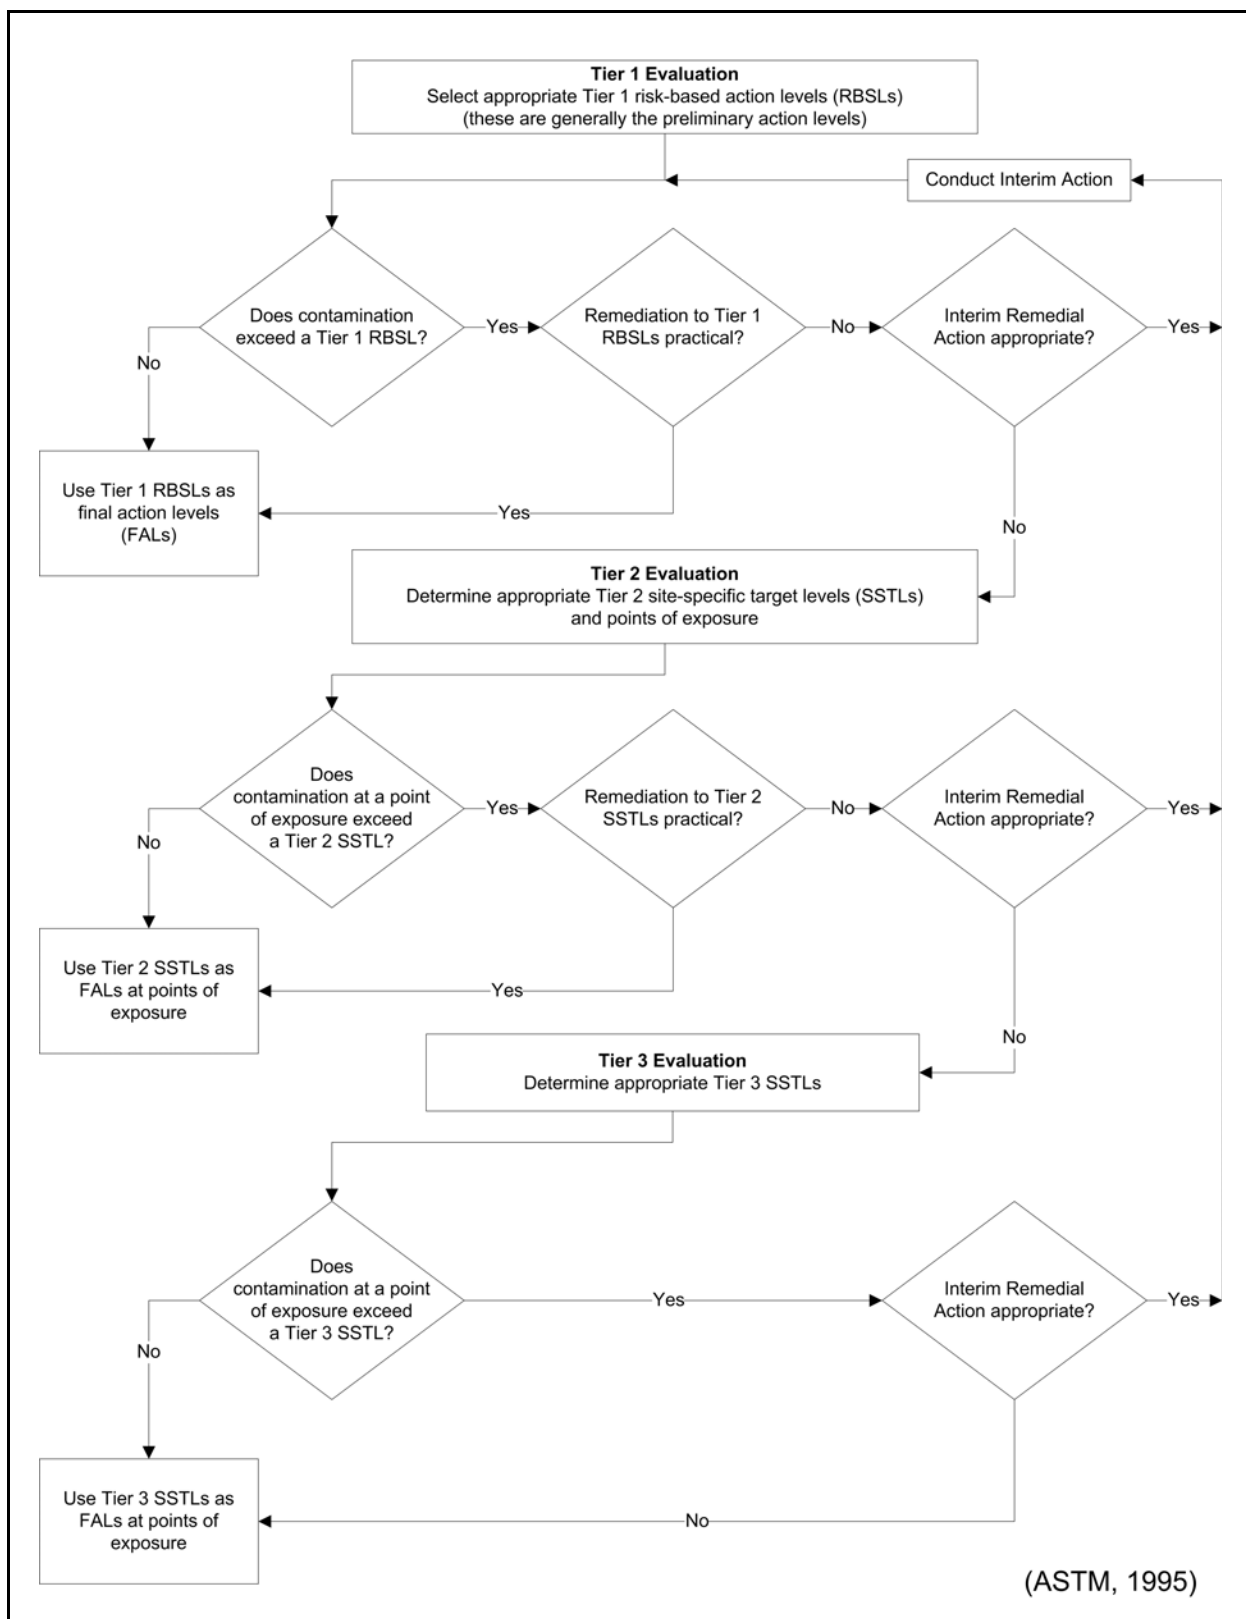 Tier 1 Evaluation
Select appropriate Tier 1 risk-based action levels (RBSLs)
(these are generally the preliminary action levels)
Conduct Interim Action
Does contamination
exceed a Tier 1 RBSL?
Yes
Remediation to Tier 1
RBSLs practical?
No
Interim Remedial
Action appropriate?
Yes
No
Use Tier 1 RBSLs as
final action levels
(FALs)
Yes
No
Tier 2 Evaluation
Determine appropriate Tier 2 site-specific target levels (SSTLs)
and points of exposure
Does
contamination at a point
of exposure exceed
a Tier 2 SSTL?
Yes
Remediation to Tier 2
SSTLs practical?
No
Interim Remedial
Action appropriate?
Yes
No
Use Tier 2 SSTLs as
FALs at points of
exposure
Yes
No
Tier 3 Evaluation
Determine appropriate Tier 3 SSTLs
Does
contamination at a point
of exposure exceed
a Tier 3 SSTL?
Yes
Interim Remedial
Action appropriate?
Yes
No
Use Tier 3 SSTLs as
FALs at points of
exposure
No
(ASTM, 1995)